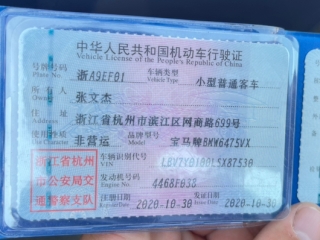 中华人民共和国机动车行驶证
Vehicle License of the People's Republic of China
号牌号码 浙A9EF01 车辆类型 小型普通客车
Plate No. Vehicle Type
所有人 张文杰
Owner
住址 浙江省杭州市滨江区网商路699号
Address
使用性质 非营运 品牌型号 宝马牌BMW6475VX
Use Character Model
浙江省杭州 车辆识别代号
VIN
市公安局交 发动机号码 4468F038
Engine No.
通警察支队 注册日期 2020-10-30 发证日期 2020-10-30
Register Date Issue Date